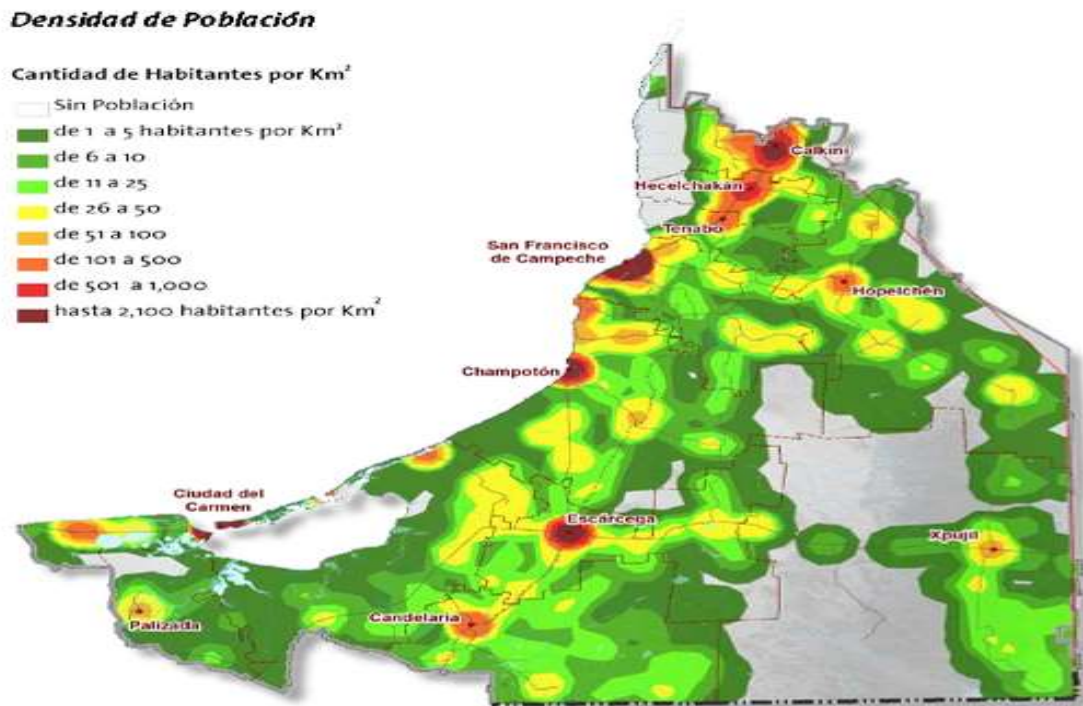 Densidad de Población
Cantidad de Habitantes por Km²
Sin Población
de 1 a 5 habitantes por Km²
de 6 a 10
de 11 a 25
de 26 a 50
de 51 a 100
de 101 a 500
de 501 a 1,000
hasta 2,100 habitantes por Km²
Calkiní
Hecelchakán
Tenabo
San Francisco
de Campeche
Hopelchén
Champotón
Ciudad del
Carmen
Escárcega
Xpujil
Candelaria
Palizada